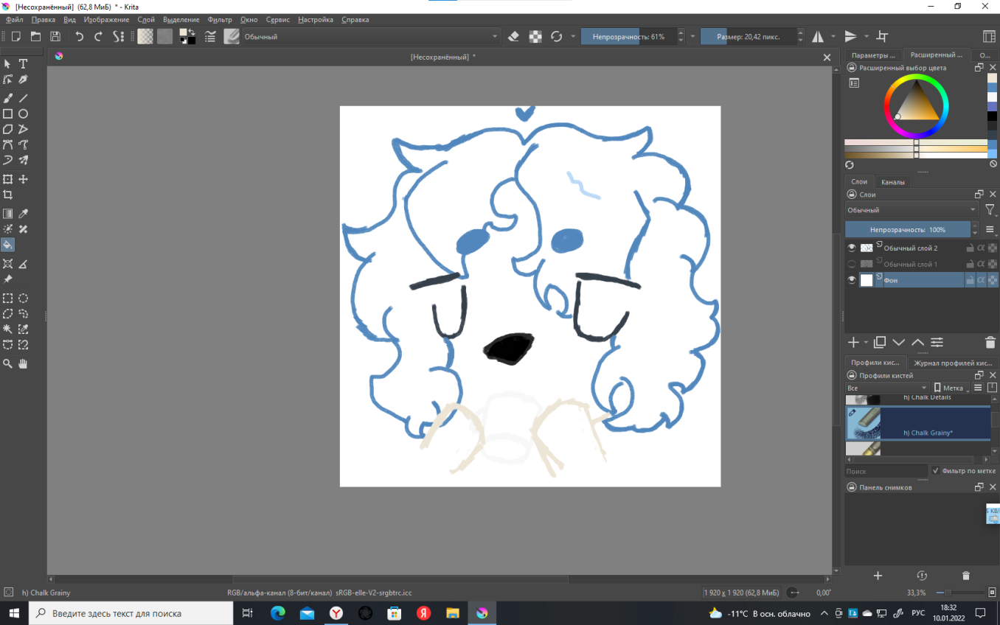 [Несохранённый] (62,8 МиБ) * - Krita
Файл Правка Вид Изображение Слой Выделение Фильтр Окно Сервис Настройка Справка
Обычный
Непрозрачность: 61%
Размер: 20,42 пикс.
[Несохранённый] *
Параметры ...
Расширенный ...
О...
Расширенный выбор цвета
Слои
Каналы
Слои
Обычный
Непрозрачность: 100%
Обычный слой 2
Обычный слой 1
Фон
Профили кис...
Журнал профилей кис...
Профили кистей
Все
Метка
h) Chalk Details
h) Chalk Grainy*
Поиск
Фильтр по метке
Панель снимков
h) Chalk Grainy
RGB/альфа-канал (8-бит/канал) sRGB-elle-V2-srgbtrc.icc
1 920 x 1 920 (62,8 МиБ)
0,00°
33,3%
Введите здесь текст для поиска
-11°C В осн. облачно
РУС
18:32
10.01.2022